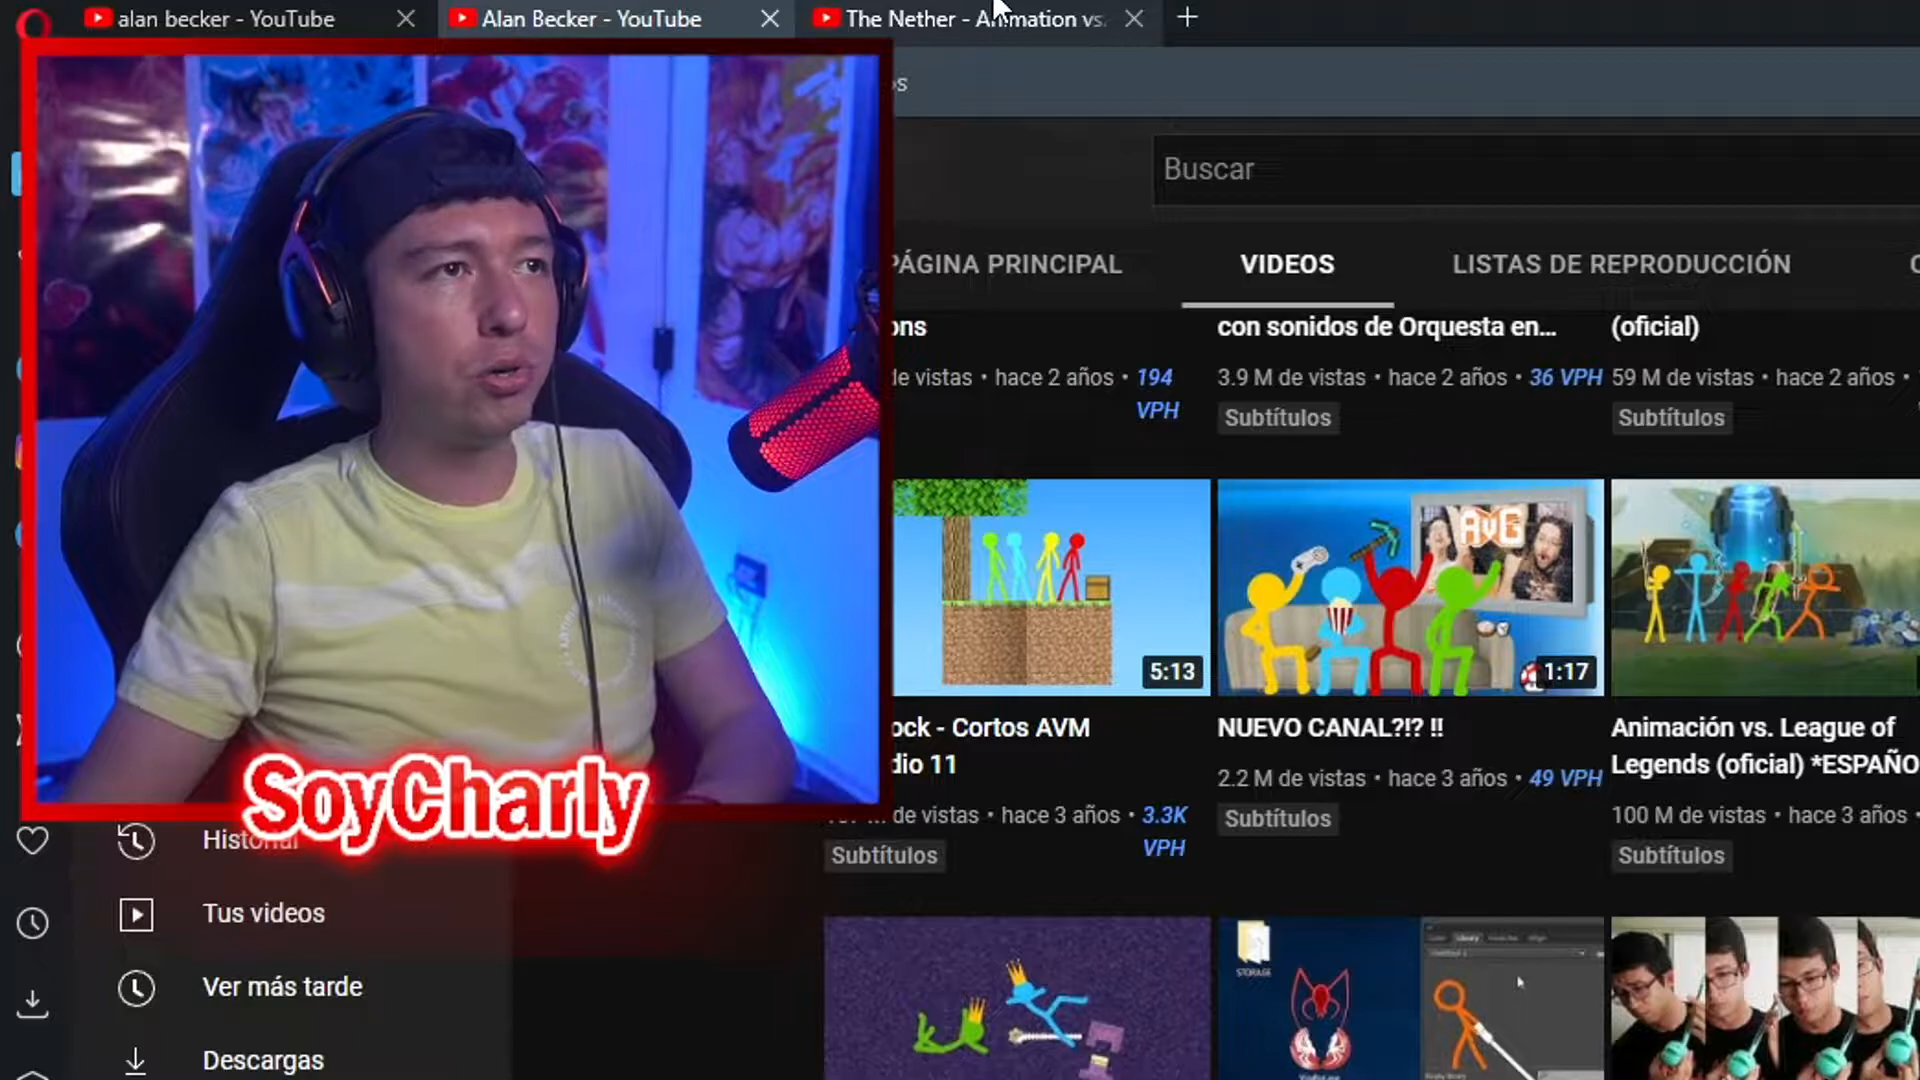 alan becker - YouTube
Alan Becker - YouTube
The Nether - Animation vs.
os
Buscar
PÁGINA PRINCIPAL
VIDEOS
LISTAS DE REPRODUCCIÓN
ons
con sonidos de Orquesta en...
(oficial)
de vistas • hace 2 años • 194 VPH
3.9 M de vistas • hace 2 años • 36 VPH
59 M de vistas • hace 2 años •
Subtítulos
Subtítulos
AvG
5:13
1:17
ock - Cortos AVM
dio 11
NUEVO CANAL?!? !!
Animación vs. League of
Legends (oficial) *ESPAÑO
M de vistas • hace 3 años • 3.3K VPH
2.2 M de vistas • hace 3 años • 49 VPH
100 M de vistas • hace 3 años •
Subtítulos
Subtítulos
Subtítulos
SoyCharly
Historial
Tus videos
Ver más tarde
Descargas
STORAGE
Library